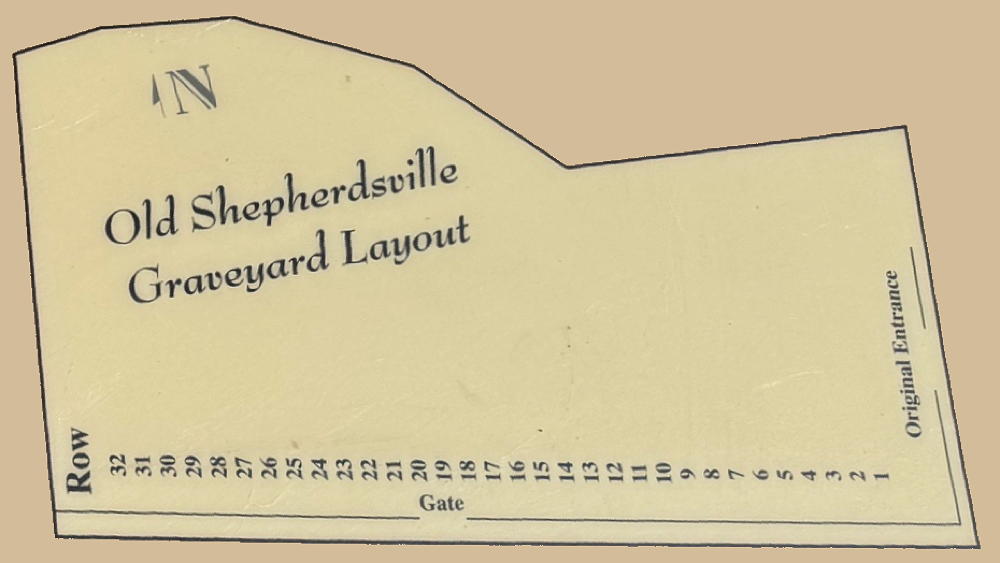 N
Old Shepherdsville
Graveyard Layout
Original Entrance
Row 32 31 30 29 28 27 26 25 24 23 22 21 20 19 18 17 16 15 14 13 12 11 10 9 8 7 6 5 4 3 2 1
Gate